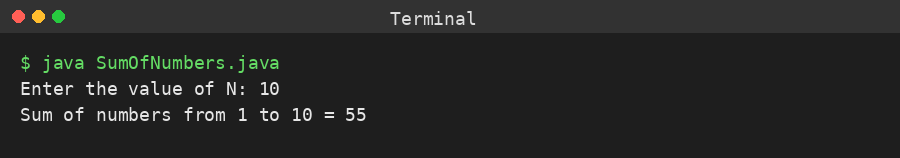 Terminal
$ java SumOfNumbers.java
Enter the value of N: 10
Sum of numbers from 1 to 10 = 55